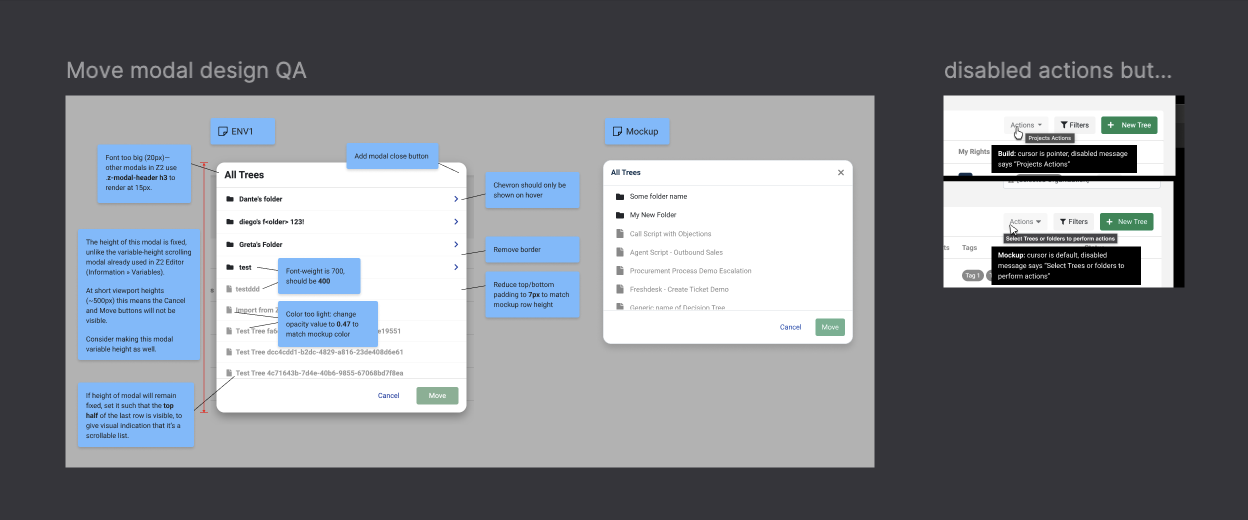 Move modal design QA
ENV1
Font too big (20px)—
other modals in Z2 use
.z-modal-header h3 to
render at 15px.
Add modal close button
All Trees
Dante's folder
diego's f<older> 123!
Greta's Folder
test
testddd
Import from Z
Test Tree fa6
e19551
Test Tree dcc4cdd1-b2dc-4829-a816-23de408d6e61
Test Tree 4c71643b-7d4e-40b6-9855-67068bd7f8ea
Cancel
Move
Chevron should only be
shown on hover
Remove border
Font-weight is 700,
should be 400
Reduce top/bottom
padding to 7px to match
mockup row height
Color too light: change
opacity value to 0.47 to
match mockup color
The height of this modal is fixed,
unlike the variable-height scrolling
modal already used in Z2 Editor
(Information » Variables).
At short viewport heights
(~500px) this means the Cancel
and Move buttons will not be
visible.
Consider making this modal
variable height as well.
If height of modal will remain
fixed, set it such that the top
half of the last row is visible, to
give visual indication that it's a
scrollable list.
Mockup
All Trees
Some folder name
My New Folder
Call Script with Objections
Agent Script - Outbound Sales
Procurement Process Demo Escalation
Freshdesk - Create Ticket Demo
Generic name of Decision Tree
Cancel
Move
disabled actions but...
Actions
Filters
+ New Tree
Projects Actions
My Rights
Build: cursor is pointer, disabled message
says "Projects Actions"
Actions
Filters
+ New Tree
Select Trees or folders to perform actions
ts
Tags
Mockup: cursor is default, disabled
message says "Select Trees or folders to
perform actions"
Tag 1